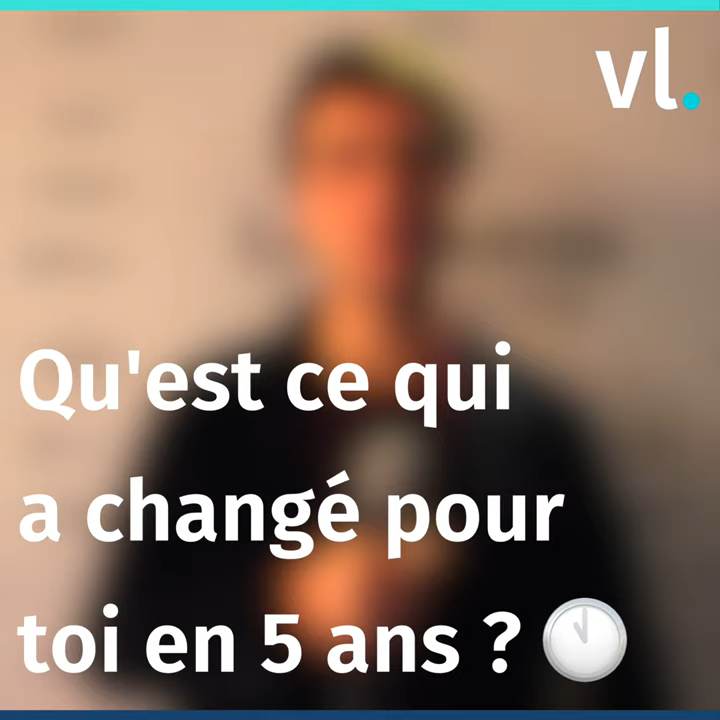 vl.
Qu'est ce qui
a changé pour
toi en 5 ans ? 🕚